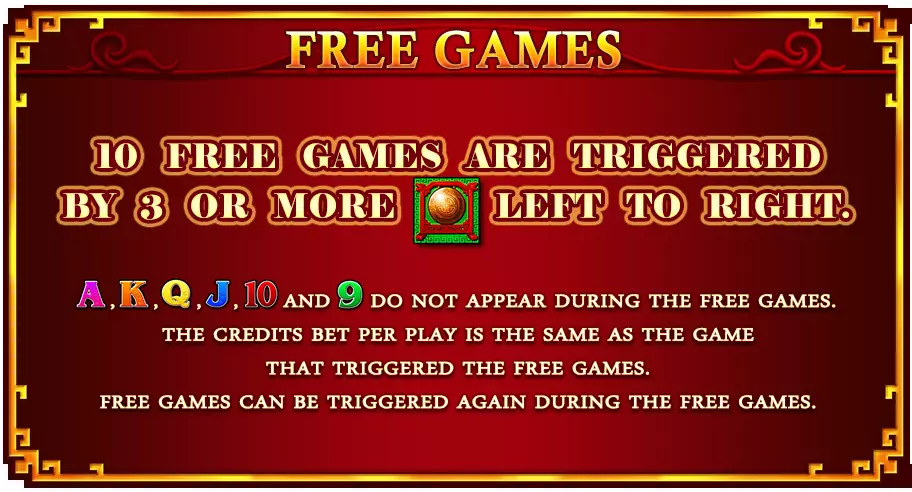 FREE GAMES
10 FREE GAMES ARE TRIGGERED
BY 3 OR MORE LEFT TO RIGHT.
A, K, Q, J, 10 AND 9 DO NOT APPEAR DURING THE FREE GAMES.
THE CREDITS BET PER PLAY IS THE SAME AS THE GAME
THAT TRIGGERED THE FREE GAMES.
FREE GAMES CAN BE TRIGGERED AGAIN DURING THE FREE GAMES.